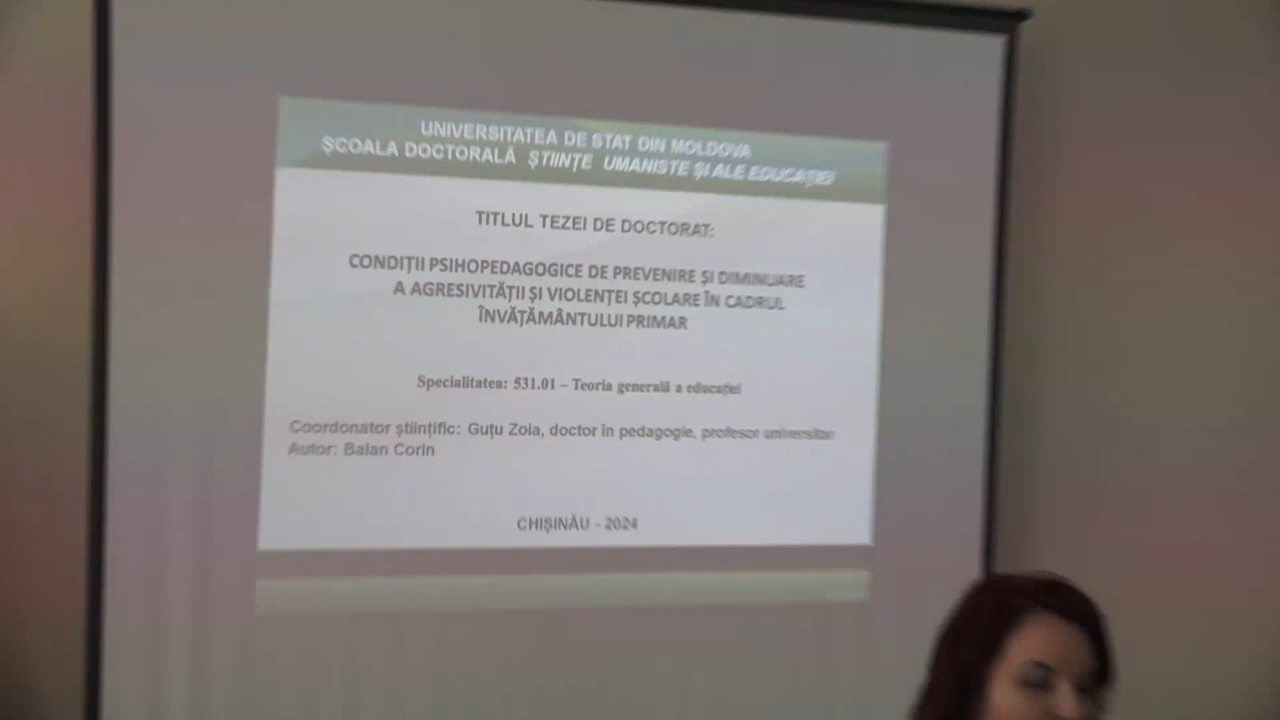 UNIVERSITATEA DE STAT DIN MOLDOVA
ȘCOALA DOCTORALĂ ȘTIINȚE UMANISTE ȘI ALE EDUCAȚIEI
TITLUL TEZEI DE DOCTORAT:
CONDIȚII PSIHOPEDAGOGICE DE PREVENIRE ȘI DIMINUARE
A AGRESIVITĂȚII ȘI VIOLENȚEI ȘCOLARE ÎN CADRUL
ÎNVĂȚĂMÂNTULUI PRIMAR
Specialitatea: 531.01 – Teoria generală a educației
Coordonator științific: Guțu Zoia, doctor în pedagogie, profesor universitar
Autor: Balan Corin
CHIȘINĂU - 2024